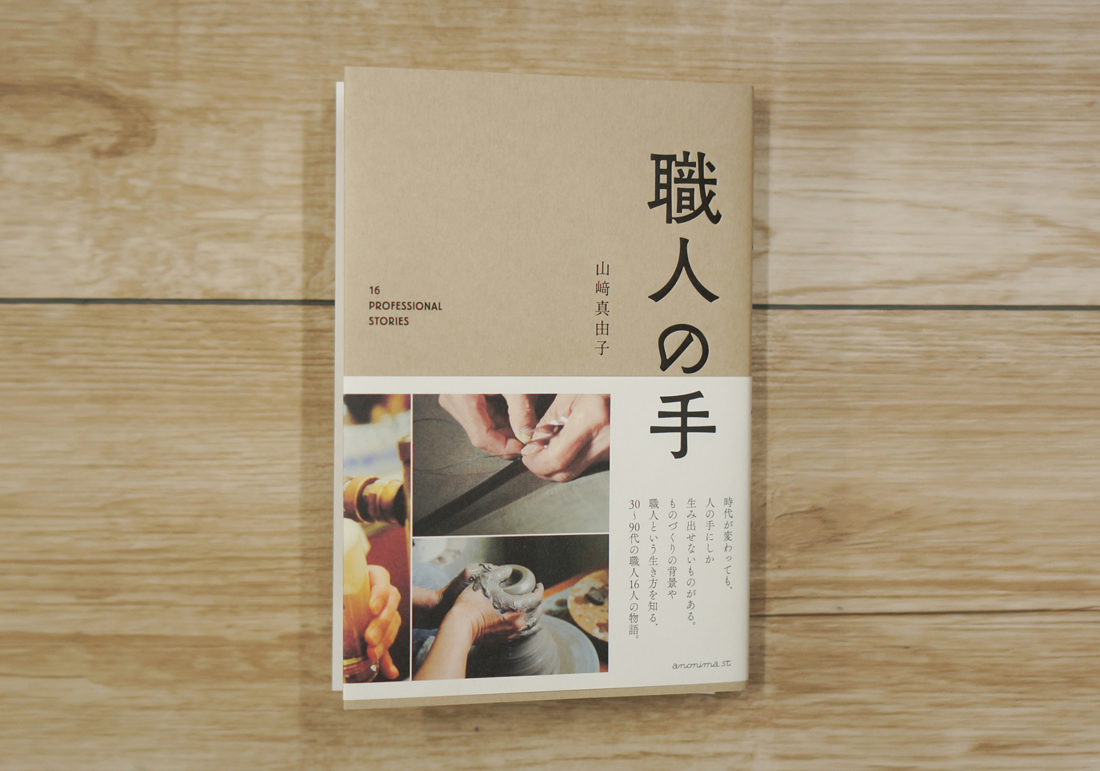 職人の手
山﨑真由子
16
PROFESSIONAL
STORIES
時代が変わっても、
人の手にしか
生み出せないものがある。
ものづくりの背景や
職人という生き方を知る、
30〜90代の職人16人の物語。
anonima st.